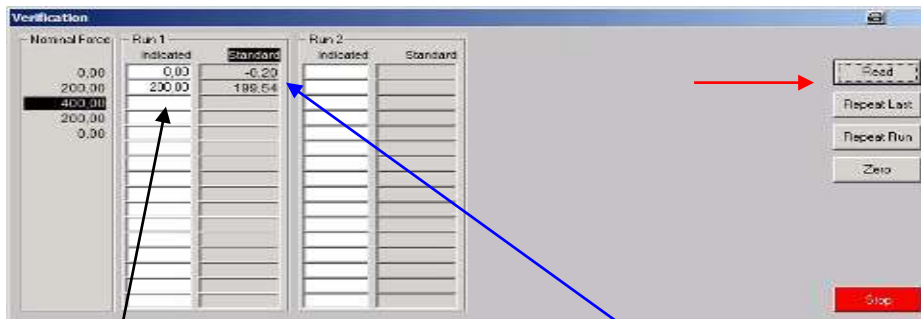 Verification
Nominal Force
Run 1
Run 2
Indicated Standard
Indicated Standard
0.00 0,00 -0.20
200,00 200,00 199,54
400,00
200,00
0.00
Read
Repeat Last
Repeat Run
Zero
Stop